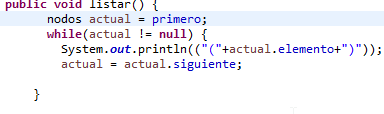 public void listar() {
nodos actual = primero;
while(actual != null) {
System.out.println(("("+actual.elemento+")"));
actual = actual.siguiente;
}